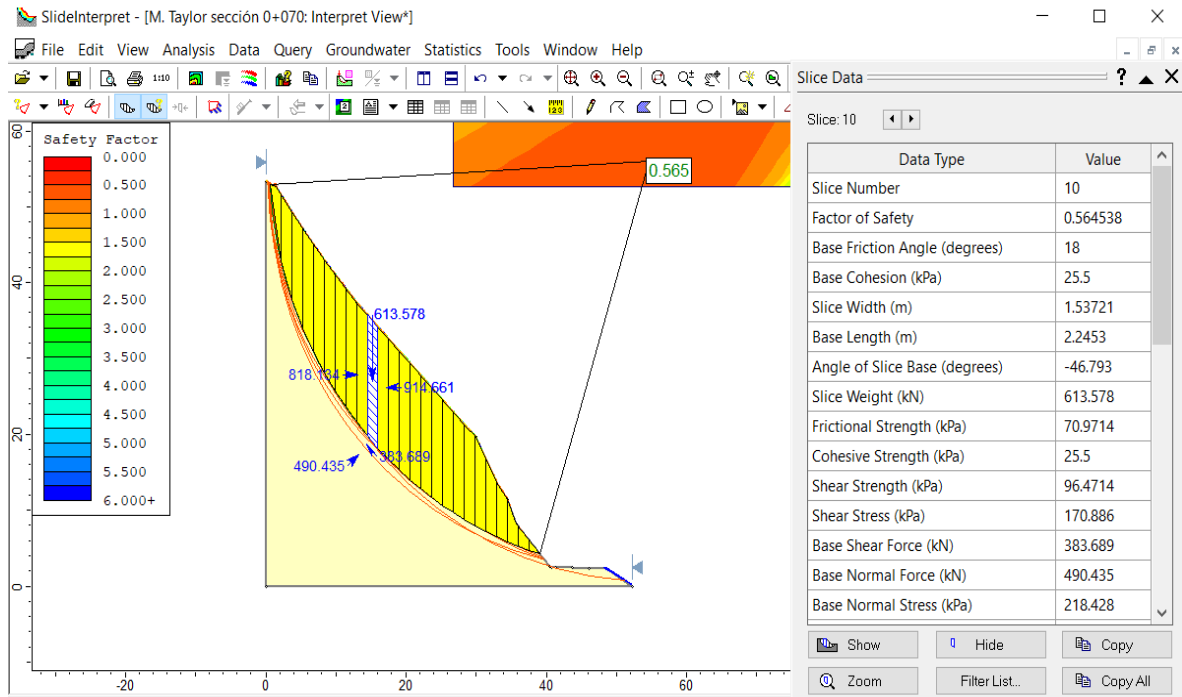 SlideInterpret - [M. Taylor sección 0+070: Interpret View*]
File Edit View Analysis Data Query Groundwater Statistics Tools Window Help
1:10
Slice Data
Slice: 10
Data Type Value
Slice Number 10
Factor of Safety 0.564538
Base Friction Angle (degrees) 18
Base Cohesion (kPa) 25.5
Slice Width (m) 1.53721
Base Length (m) 2.2453
Angle of Slice Base (degrees) -46.793
Slice Weight (kN) 613.578
Frictional Strength (kPa) 70.9714
Cohesive Strength (kPa) 25.5
Shear Strength (kPa) 96.4714
Shear Stress (kPa) 170.886
Base Shear Force (kN) 383.689
Base Normal Force (kN) 490.435
Base Normal Stress (kPa) 218.428
Show Hide Copy
Zoom Filter List... Copy All
Safety Factor
0.000
0.500
1.000
1.500
2.000
2.500
3.000
3.500
4.000
4.500
5.000
5.500
6.000+
0.565
613.578
818.134
914.661
383.689
490.435
60
40
20
0
-20 0 20 40 60